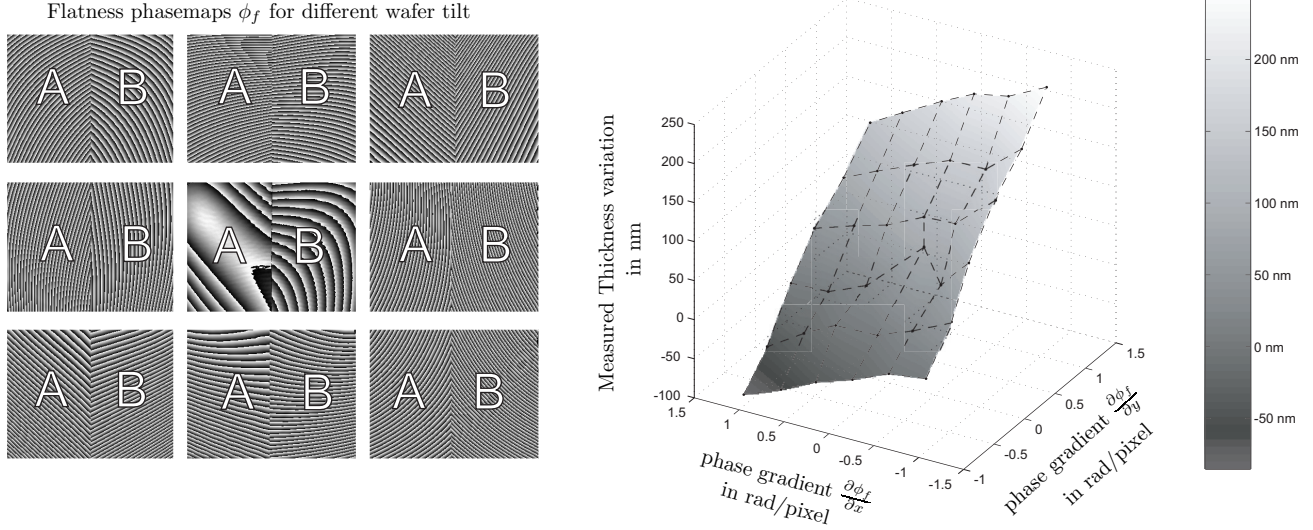 Flatness phasemaps ϕ_f for different wafer tilt
A B
A B
A B
A B
A B
A B
A B
A B
A B
Measured Thickness variation
in nm
250
200
150
100
50
0
-50
-100
1.5
1
0.5
0
-0.5
-1
-1.5
phase gradient ∂ϕ_f/∂x
in rad/pixel
-1
-0.5
0
0.5
1
1.5
phase gradient ∂ϕ_f/∂y
in rad/pixel
200 nm
150 nm
100 nm
50 nm
0 nm
-50 nm